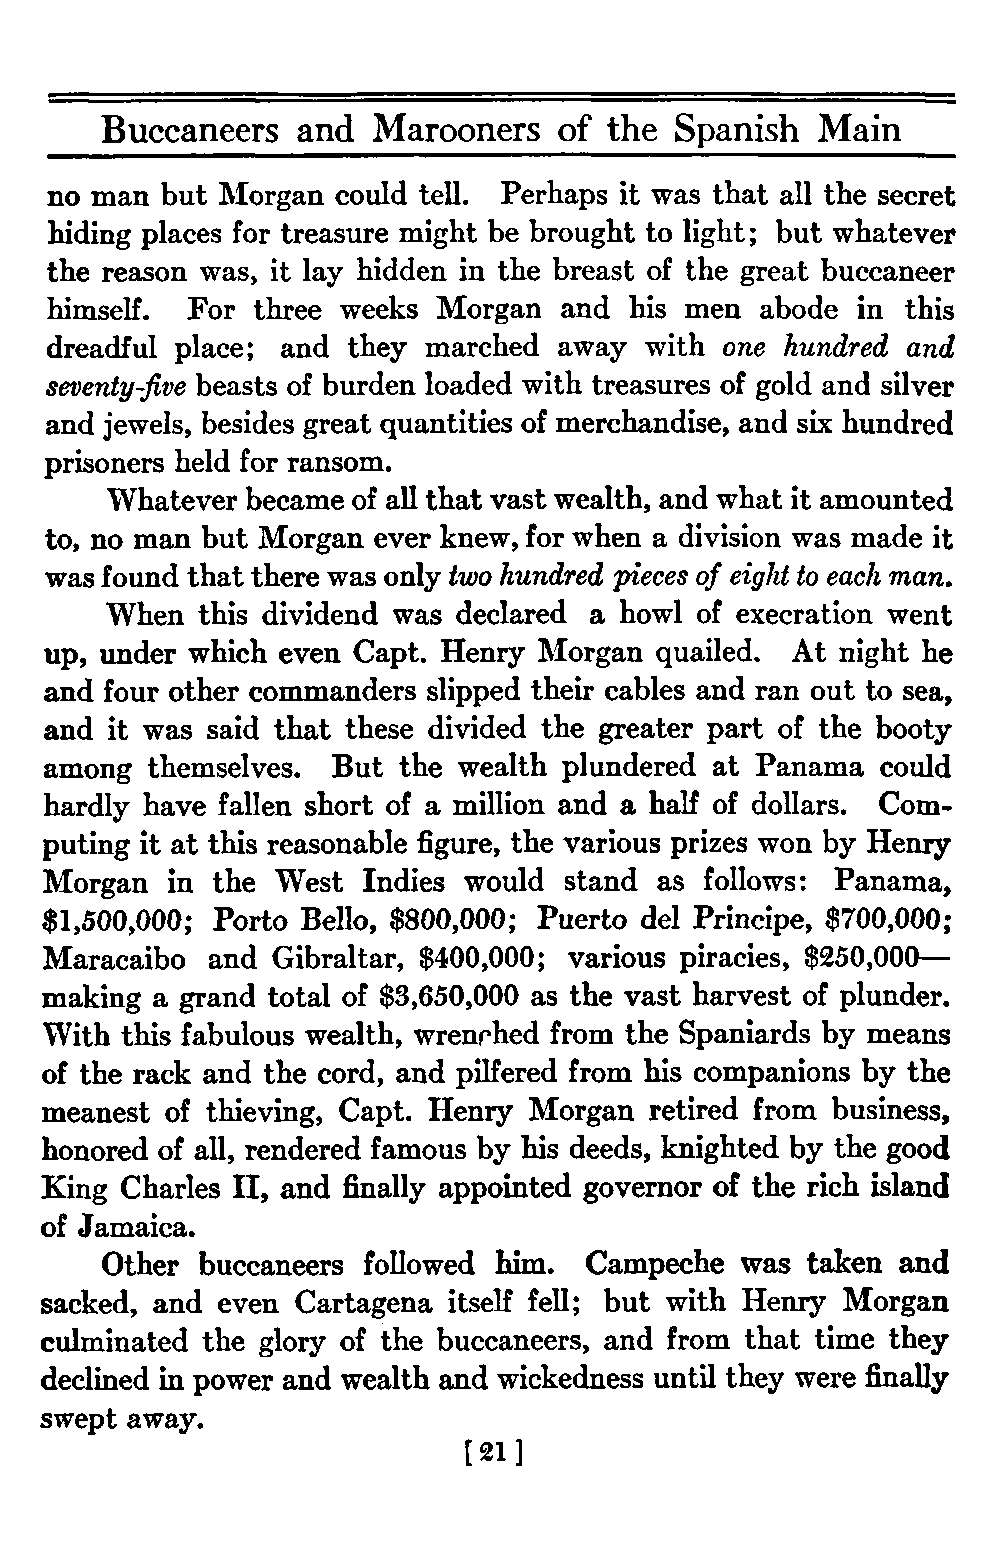 Buccaneers and Marooners of the Spanish Main
no man but Morgan could tell. Perhaps it was that all the secret
hiding places for treasure might be brought to light; but whatever
the reason was, it lay hidden in the breast of the great buccaneer
himself. For three weeks Morgan and his men abode in this
dreadful place; and they marched away with one hundred and
seventy-five beasts of burden loaded with treasures of gold and silver
and jewels, besides great quantities of merchandise, and six hundred
prisoners held for ransom.
Whatever became of all that vast wealth, and what it amounted
to, no man but Morgan ever knew, for when a division was made it
was found that there was only two hundred pieces of eight to each man.
When this dividend was declared a howl of execration went
up, under which even Capt. Henry Morgan quailed. At night he
and four other commanders slipped their cables and ran out to sea,
and it was said that these divided the greater part of the booty
among themselves. But the wealth plundered at Panama could
hardly have fallen short of a million and a half of dollars. Com-
puting it at this reasonable figure, the various prizes won by Henry
Morgan in the West Indies would stand as follows: Panama,
$1,500,000; Porto Bello, $800,000; Puerto del Principe, $700,000;
Maracaibo and Gibraltar, $400,000; various piracies, $250,000—
making a grand total of $3,650,000 as the vast harvest of plunder.
With this fabulous wealth, wrenched from the Spaniards by means
of the rack and the cord, and pilfered from his companions by the
meanest of thieving, Capt. Henry Morgan retired from business,
honored of all, rendered famous by his deeds, knighted by the good
King Charles II, and finally appointed governor of the rich island
of Jamaica.
Other buccaneers followed him. Campeche was taken and
sacked, and even Cartagena itself fell; but with Henry Morgan
culminated the glory of the buccaneers, and from that time they
declined in power and wealth and wickedness until they were finally
swept away.
[21]